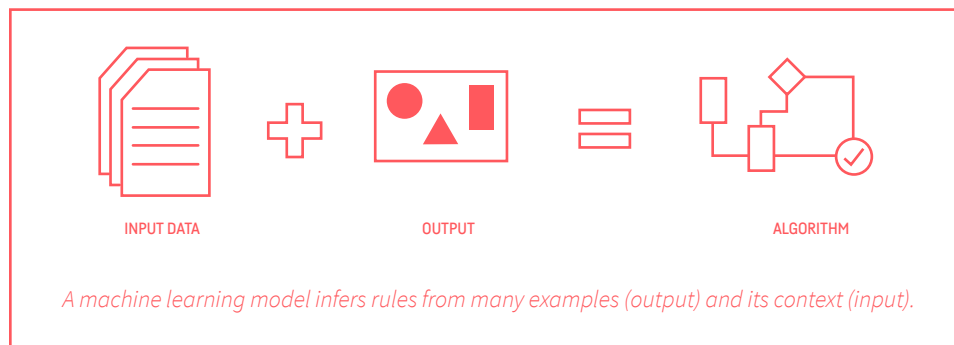 INPUT DATA
OUTPUT
ALGORITHM
A machine learning model infers rules from many examples (output) and its context (input).